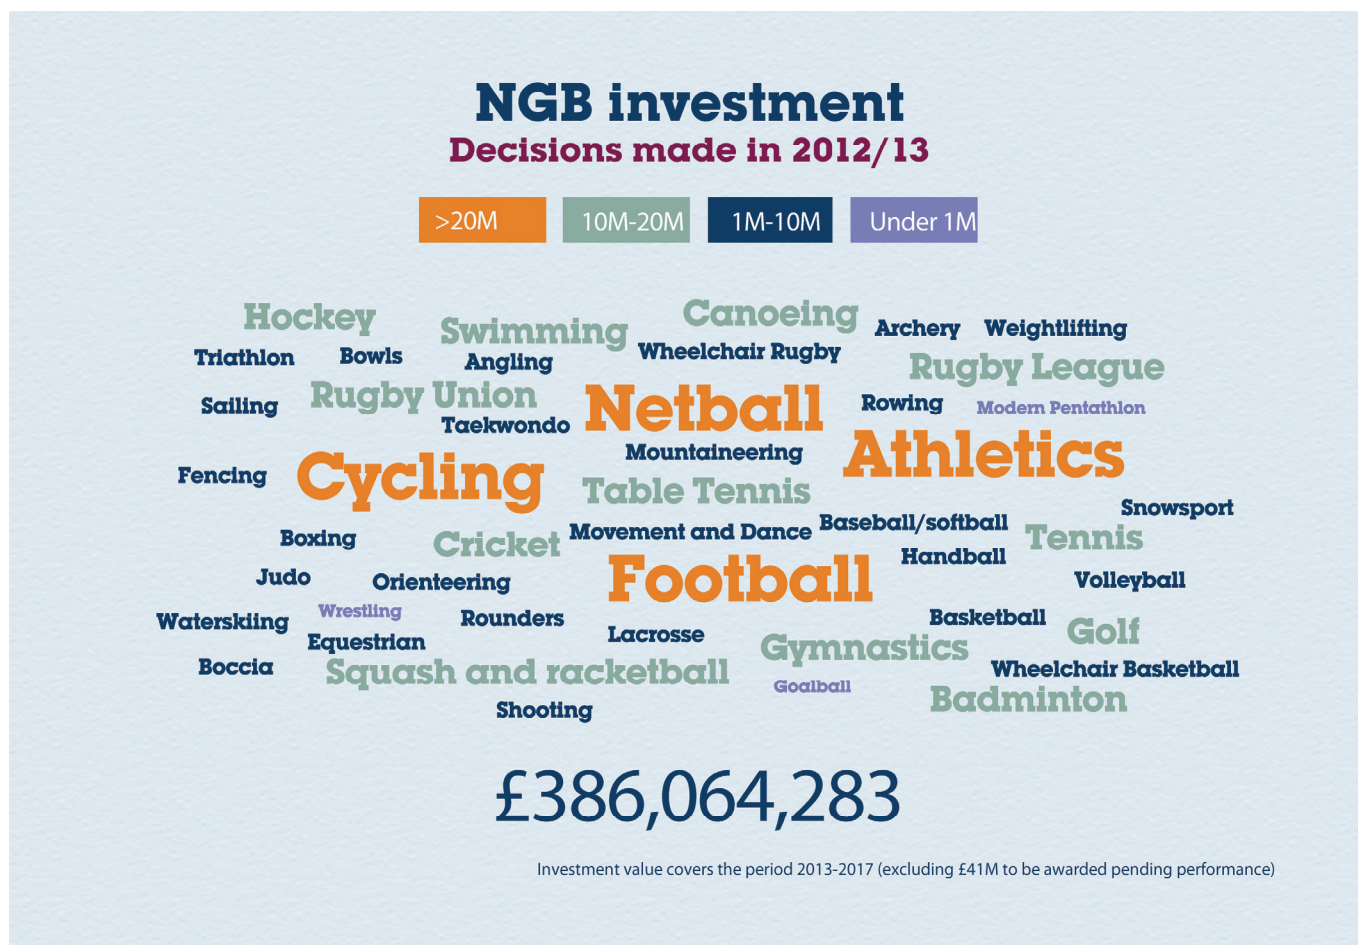 NGB investment
Decisions made in 2012/13
>20M
10M-20M
1M-10M
Under 1M
Hockey
Swimming
Canoeing
Archery
Weightlifting
Triathlon
Bowls
Angling
Wheelchair Rugby
Rugby League
Sailing
Rugby Union
Taekwondo
Netball
Rowing
Modern Pentathlon
Mountaineering
Athletics
Fencing
Cycling
Table Tennis
Snowsport
Boxing
Cricket
Movement and Dance
Baseball/softball
Tennis
Handball
Judo
Orienteering
Football
Volleyball
Waterskiing
Wrestling
Rounders
Basketball
Golf
Equestrian
Lacrosse
Gymnastics
Boccia
Squash and racketball
Wheelchair Basketball
Goalball
Badminton
Shooting
£386,064,283
Investment value covers the period 2013-2017 (excluding £41M to be awarded pending performance)